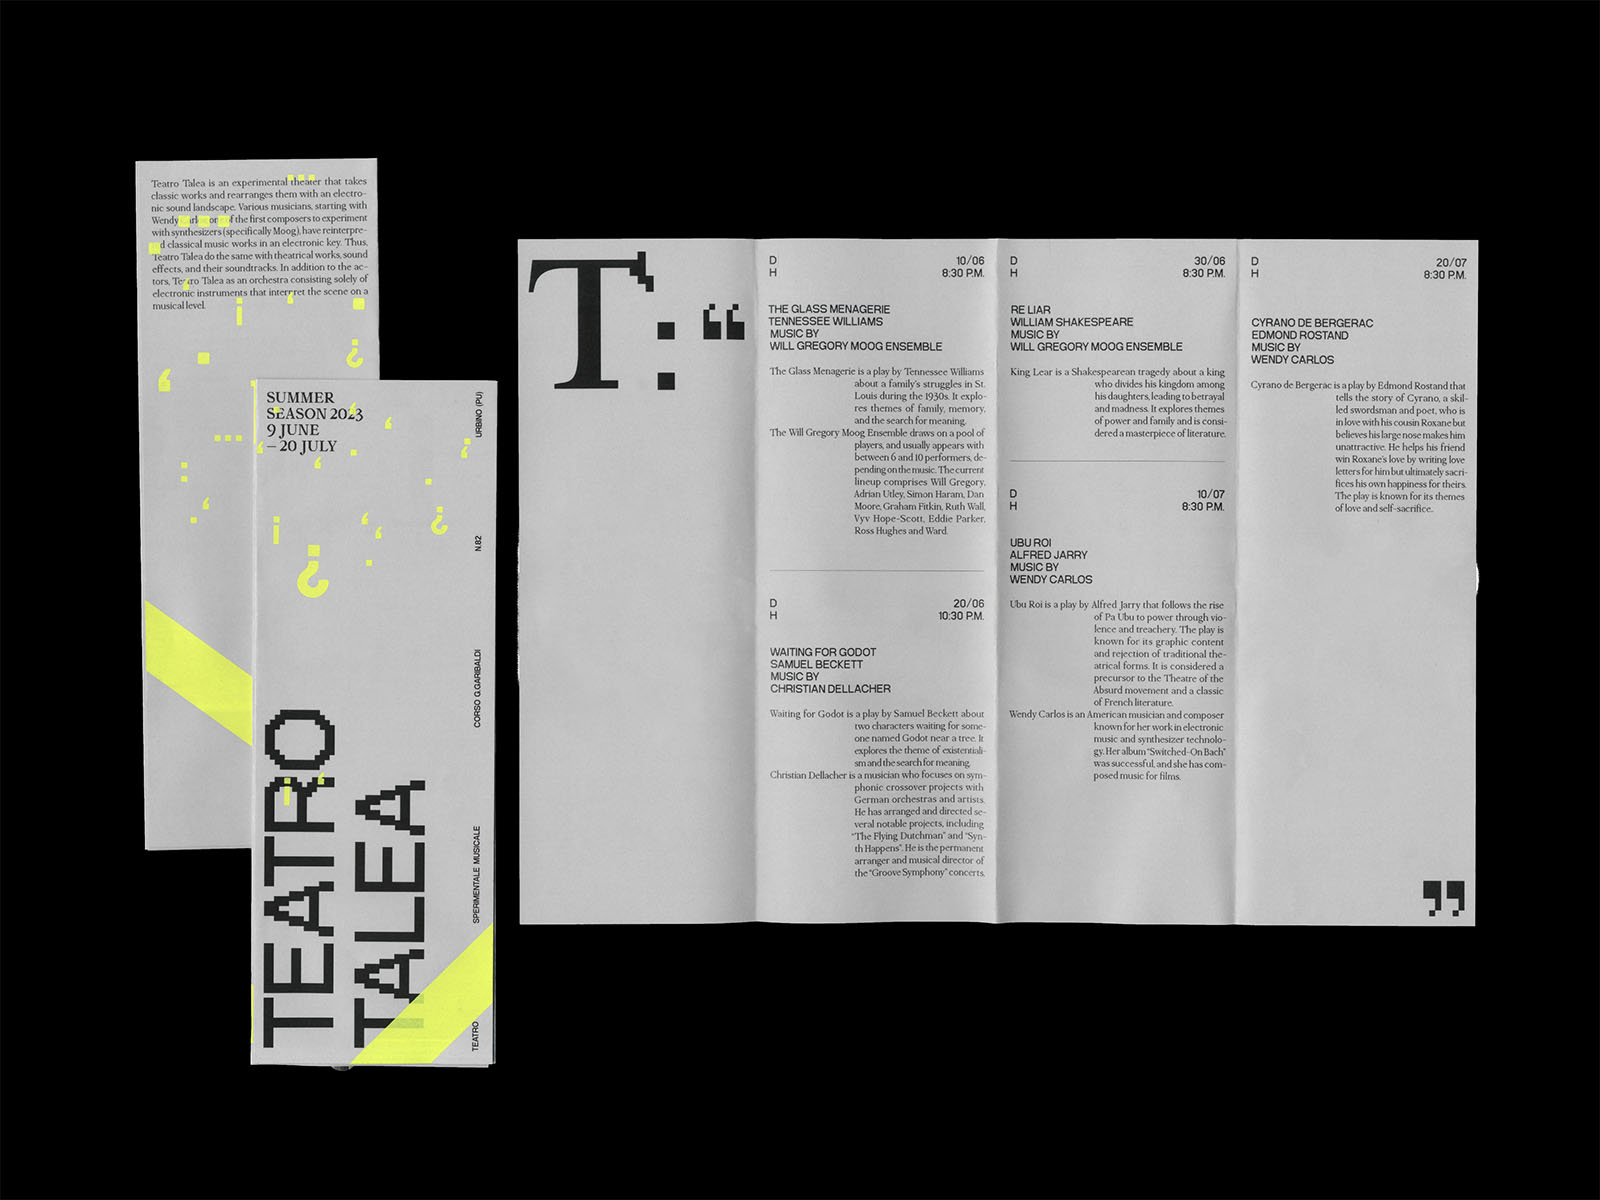 Teatro Talea is an experimental theater that takes
classic works and rearranges them with an electro-
nic sound landscape. Various musicians, starting with
Wendy Carlos one of the first composers to experiment
with synthesizers (specifically Moog), have reinterpre-
d classical music works in an electronic key. Thus,
Teatro Talea do the same with theatrical works, sound
effects, and their soundtracks. In addition to the ac-
tors, Teatro Talea as an orchestra consisting solely of
electronic instruments that interpret the scene on a
musical level.
SUMMER
SEASON 2023
9 JUNE
– 20 JULY
URBINO (PU)
N.82
CORSO G.GARIBALDI
SPERIMENTALE MUSICALE
TEATRO
TEATRO
TALEA
T:“
D 10/06
H 8:30 P.M.
THE GLASS MENAGERIE
TENNESSEE WILLIAMS
MUSIC BY
WILL GREGORY MOOG ENSEMBLE
The Glass Menagerie is a play by Tennessee Williams
about a family's struggles in St.
Louis during the 1930s. It explo-
res themes of family, memory,
and the search for meaning.
The Will Gregory Moog Ensemble draws on a pool of
players, and usually appears with
between 6 and 10 performers, de-
pending on the music. The current
lineup comprises Will Gregory,
Adrian Utley, Simon Haram, Dan
Moore, Graham Fitkin, Ruth Wall,
Vyv Hope-Scott, Eddie Parker,
Ross Hughes and Ward.
D 20/06
H 10:30 P.M.
WAITING FOR GODOT
SAMUEL BECKETT
MUSIC BY
CHRISTIAN DELLACHER
Waiting for Godot is a play by Samuel Beckett about
two characters waiting for some-
one named Godot near a tree. It
explores the theme of existentiali-
sm and the search for meaning.
Christian Dellacher is a musician who focuses on sym-
phonic crossover projects with
German orchestras and artists.
He has arranged and directed se-
veral notable projects, including
“The Flying Dutchman” and “Syn-
th Happens”. He is the permanent
arranger and musical director of
the “Groove Symphony” concerts.
D 30/06
H 8:30 P.M.
RE LIAR
WILLIAM SHAKESPEARE
MUSIC BY
WILL GREGORY MOOG ENSEMBLE
King Lear is a Shakespearean tragedy about a king
who divides his kingdom among
his daughters, leading to betrayal
and madness. It explores themes
of power and family and is consi-
dered a masterpiece of literature.
D 10/07
H 8:30 P.M.
UBU ROI
ALFRED JARRY
MUSIC BY
WENDY CARLOS
Ubu Roi is a play by Alfred Jarry that follows the rise
of Pa Ubu to power through vio-
lence and treachery. The play is
known for its graphic content
and rejection of traditional the-
atrical forms. It is considered a
precursor to the Theatre of the
Absurd movement and a classic
of French literature.
Wendy Carlos is an American musician and composer
known for her work in electronic
music and synthesizer technolo-
gy. Her album “Switched-On Bach”
was successful, and she has com-
posed music for films.
D 20/07
H 8:30 P.M.
CYRANO DE BERGERAC
EDMOND ROSTAND
MUSIC BY
WENDY CARLOS
Cyrano de Bergerac is a play by Edmond Rostand that
tells the story of Cyrano, a skil-
led swordsman and poet, who is
in love with his cousin Roxane but
believes his large nose makes him
unattractive. He helps his friend
win Roxane's love by writing love
letters for him but ultimately sacri-
fices his own happiness for theirs.
The play is known for its themes
of love and self-sacrifice.
”